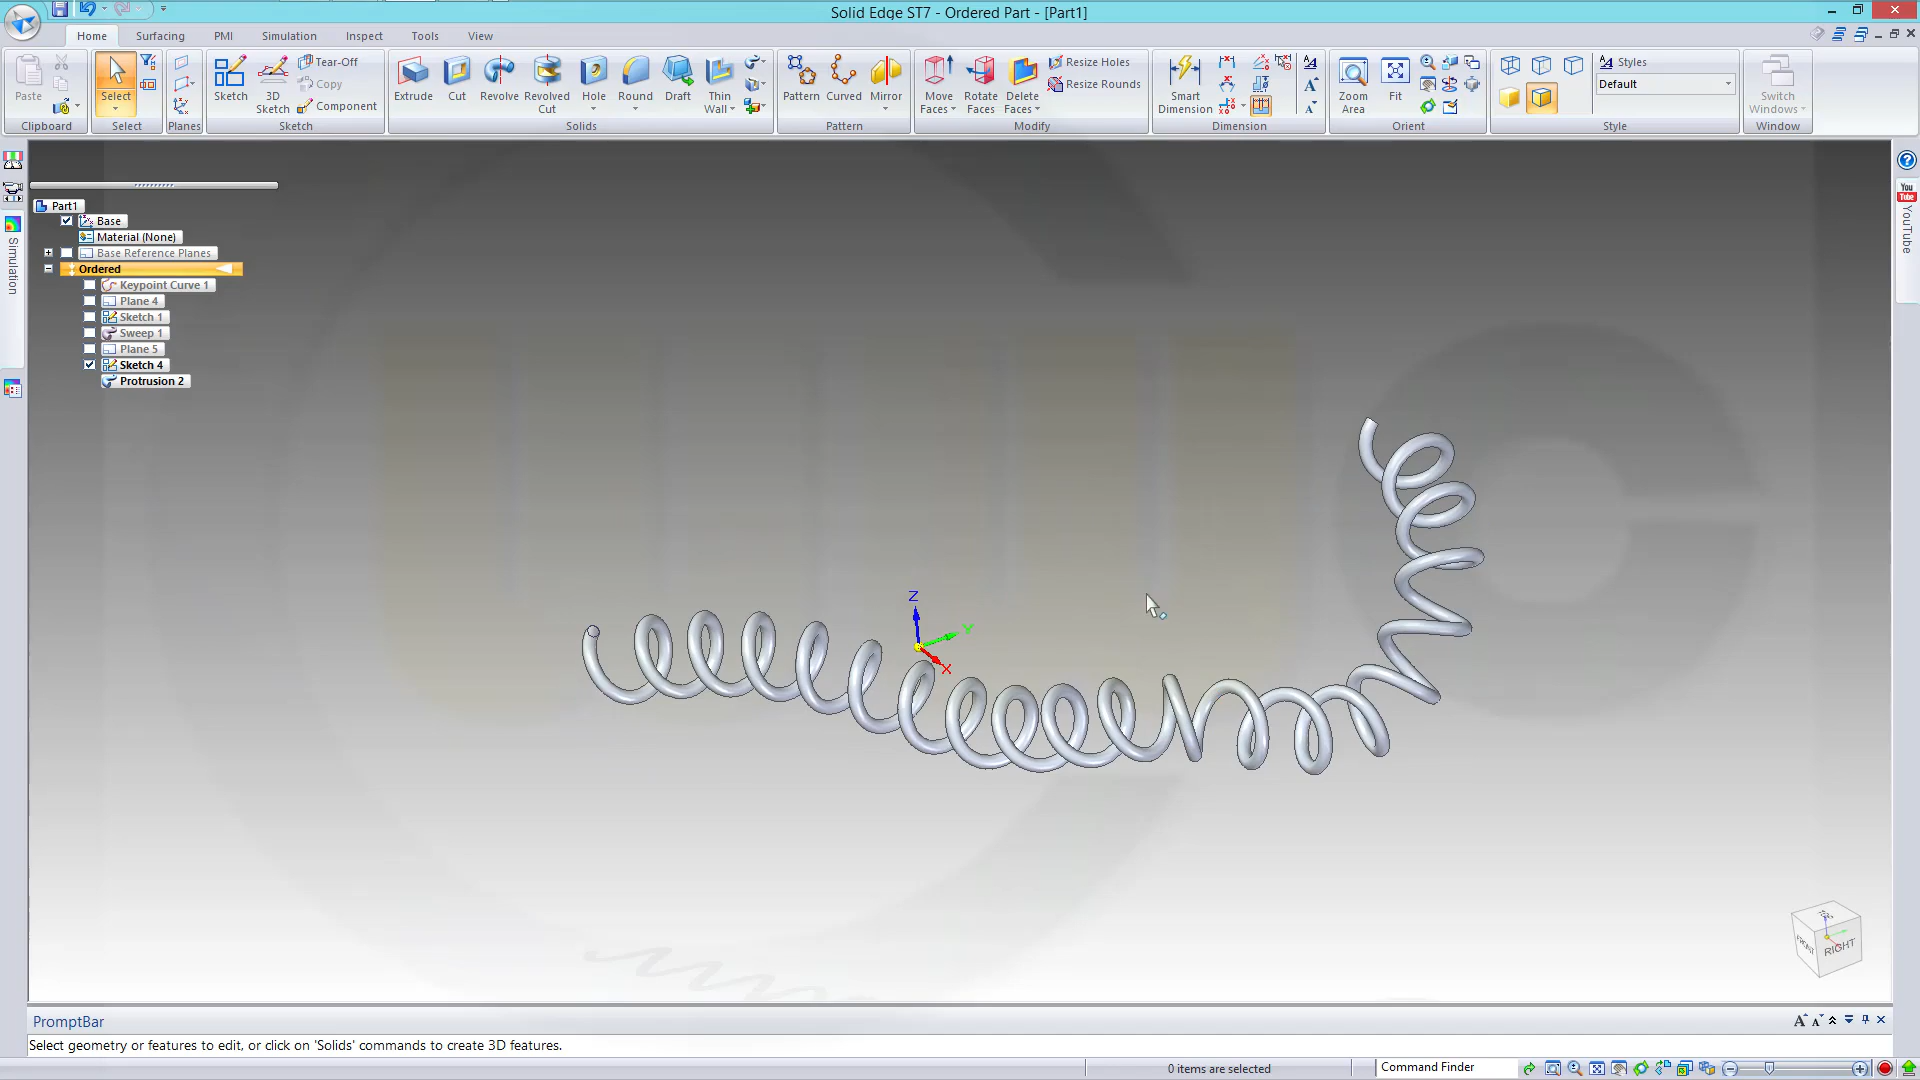 Solid Edge ST7 - Ordered Part - [Part1]
Home Surfacing PMI Simulation Inspect Tools View
Paste
Clipboard
Select
Select
Planes
Sketch
3D Sketch
Tear-Off
Copy
Component
Sketch
Extrude
Cut
Revolve
Revolved Cut
Hole
Round
Draft
Thin Wall
Solids
Pattern
Curved
Mirror
Pattern
Move Faces
Rotate Faces
Delete Faces
Resize Holes
Resize Rounds
Modify
Smart Dimension
Dimension
Zoom Area
Fit
Orient
Styles
Default
Style
Switch Windows
Window
Simulation
Part1
Base
Material (None)
Base Reference Planes
Ordered
Keypoint Curve 1
Plane 4
Sketch 1
Sweep 1
Plane 5
Sketch 4
Protrusion 2
You Tube
YouTube
Z
Y
X
FRONT
RIGHT
PromptBar
Select geometry or features to edit, or click on 'Solids' commands to create 3D features.
0 items are selected
Command Finder